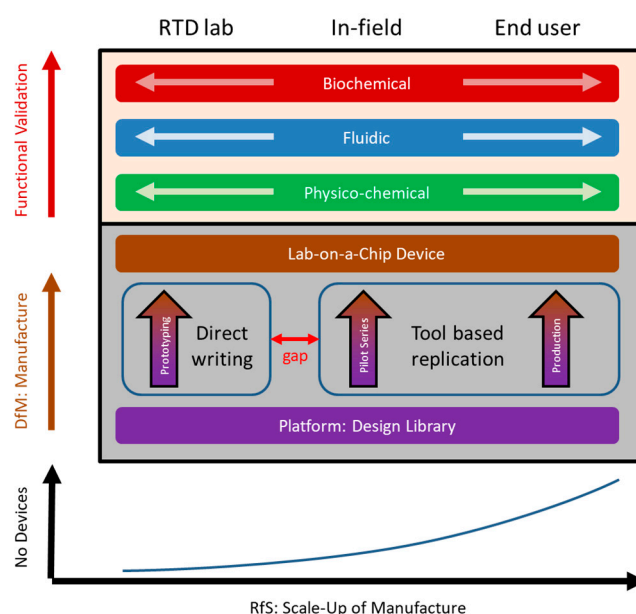 RTD lab
In-field
End user
Functional Validation
Biochemical
Fluidic
Physico-chemical
DfM: Manufacture
Lab-on-a-Chip Device
Prototyping
Direct
writing
gap
Pilot Series
Tool based
replication
Production
Platform: Design Library
No Devices
RfS: Scale-Up of Manufacture